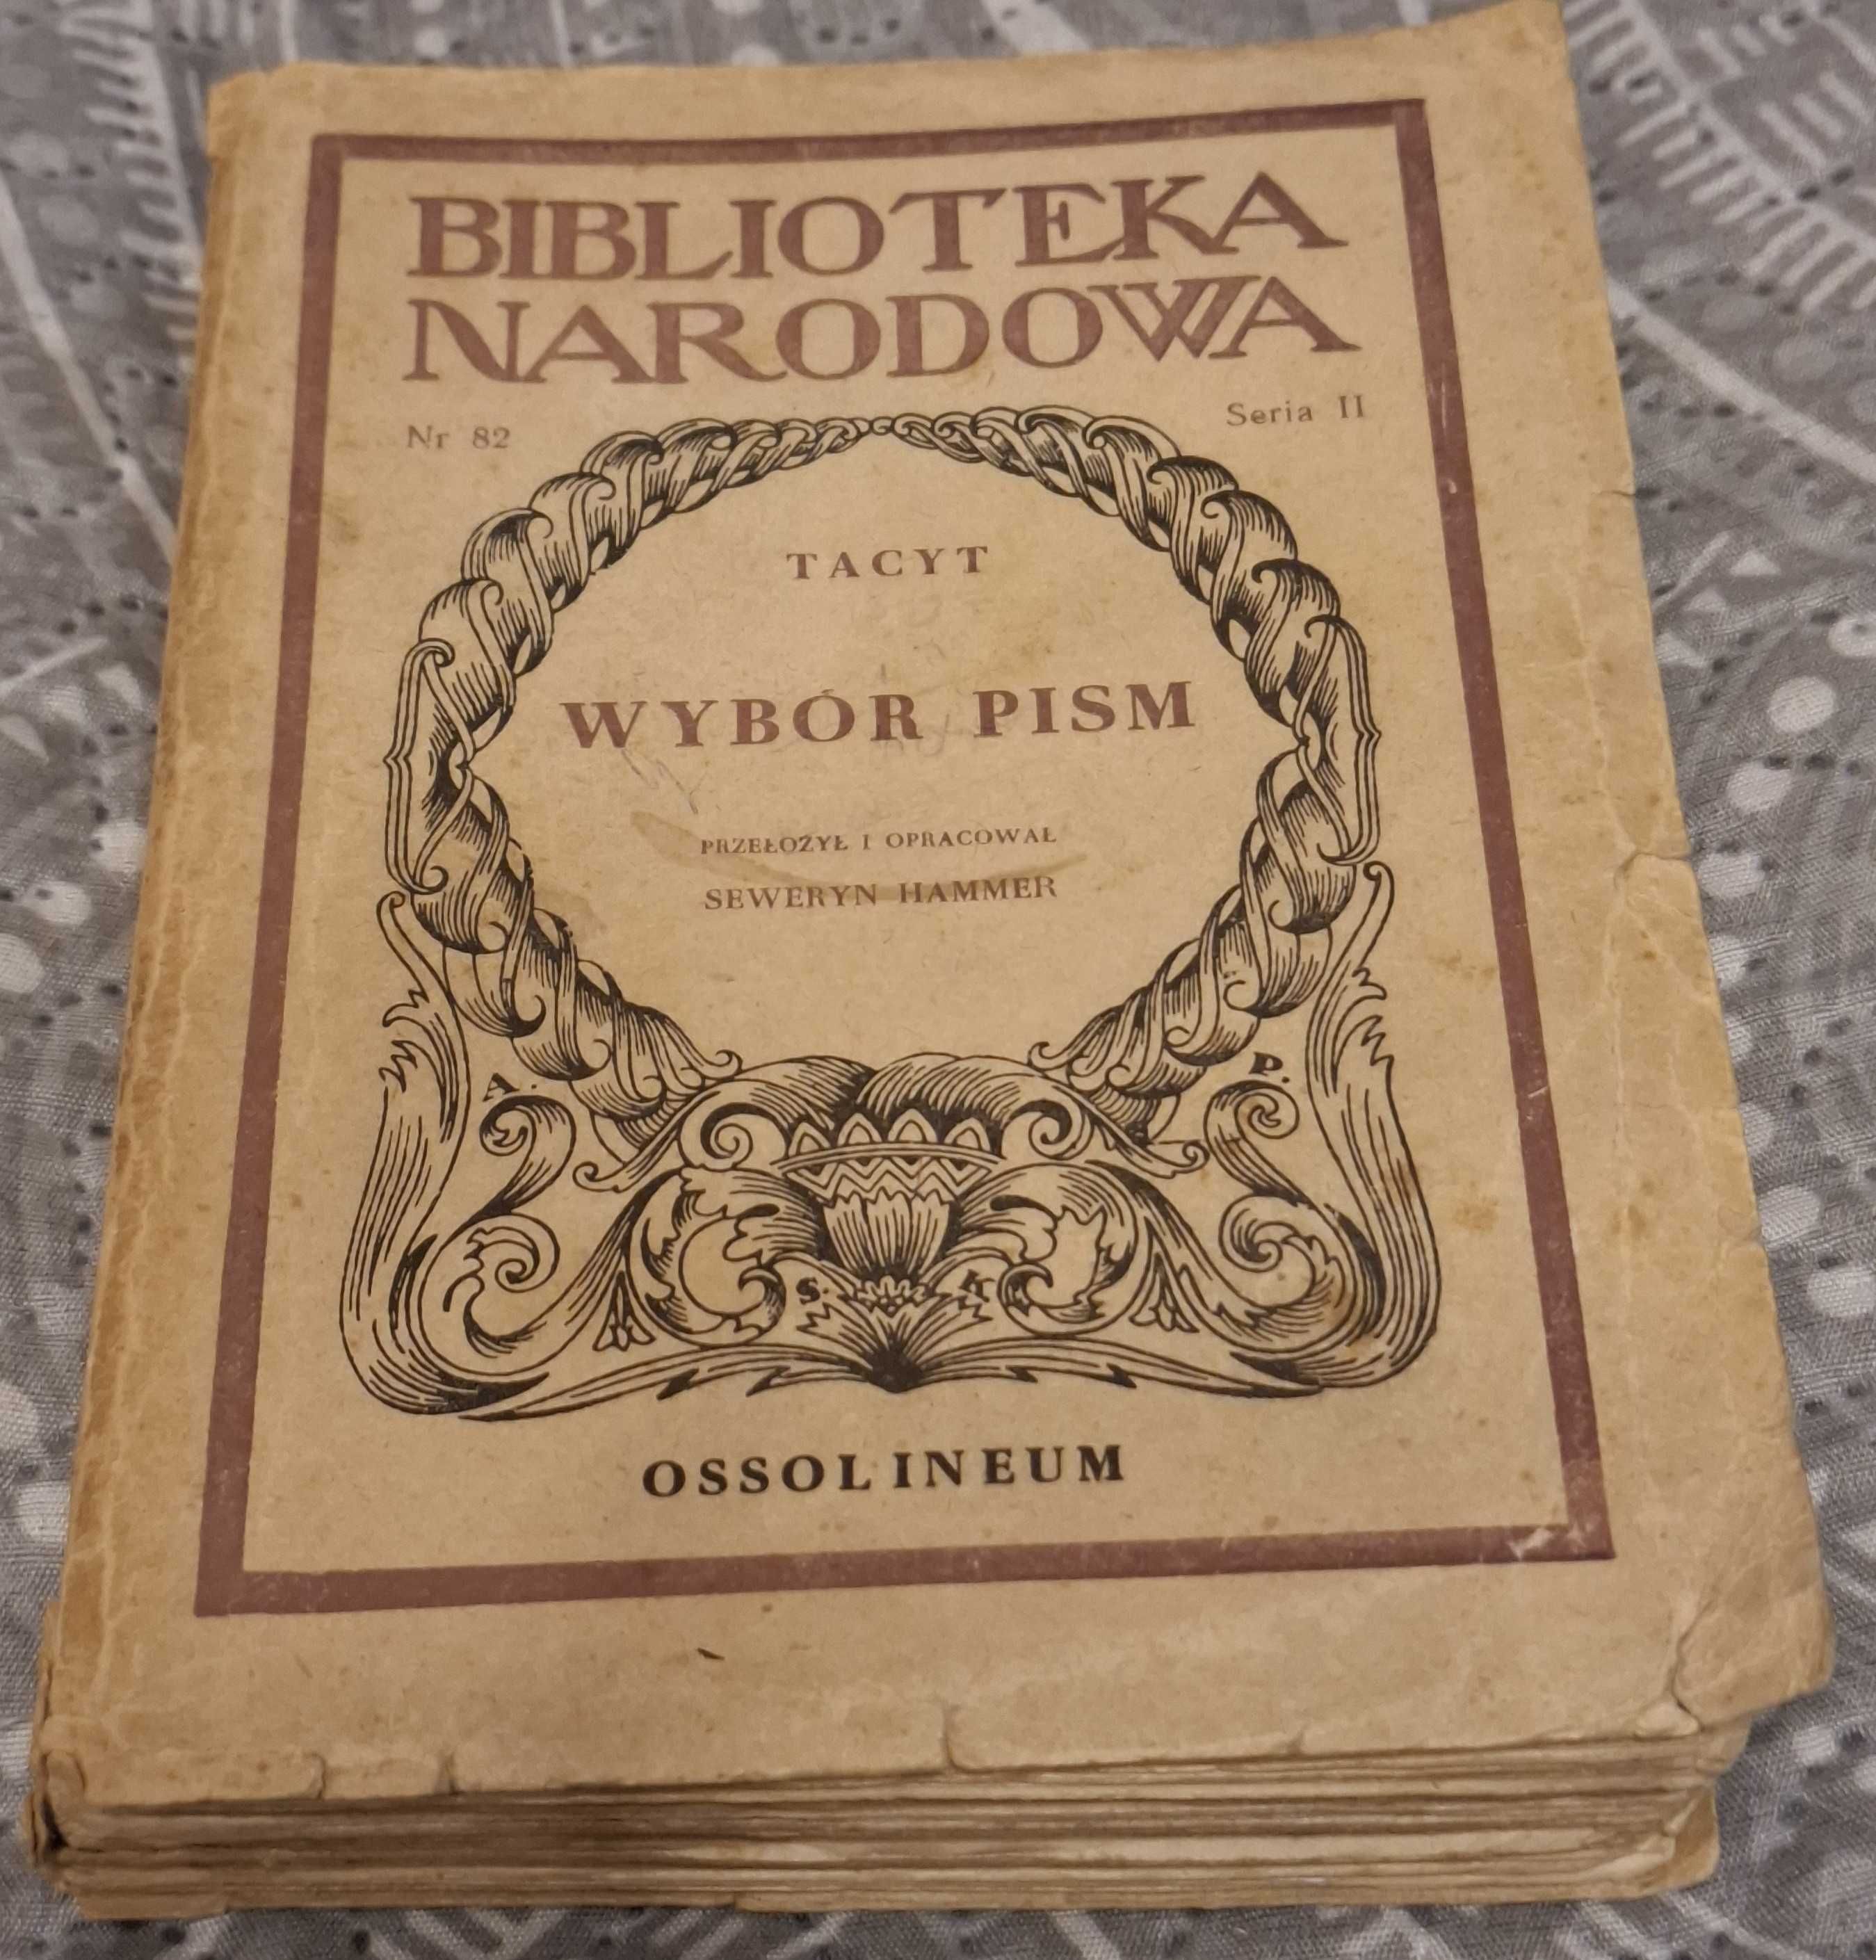 BIBLIOTEKA
NARODOWA
Nr 82
Seria II
TACYT
WYBÓR PISM
PRZEŁOŻYŁ I OPRACOWAŁ
SEWERYN HAMMER
A. P.
S. A.
OSSOLINEUM